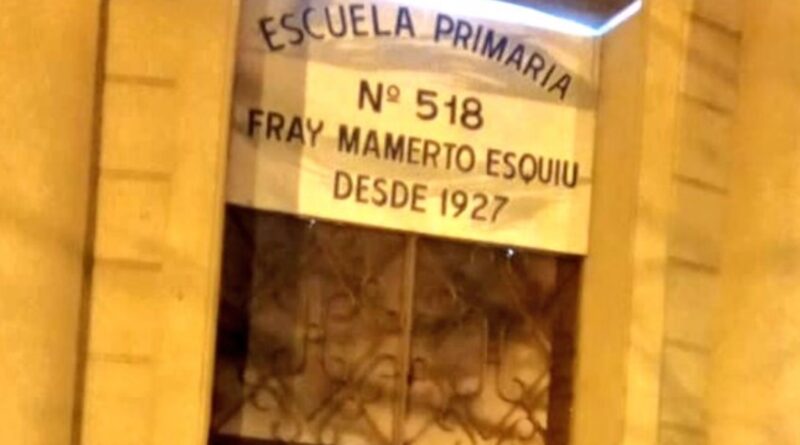 ESCUELA PRIMARIA
Nº 518
FRAY MAMERTO ESQUIU
DESDE 1927